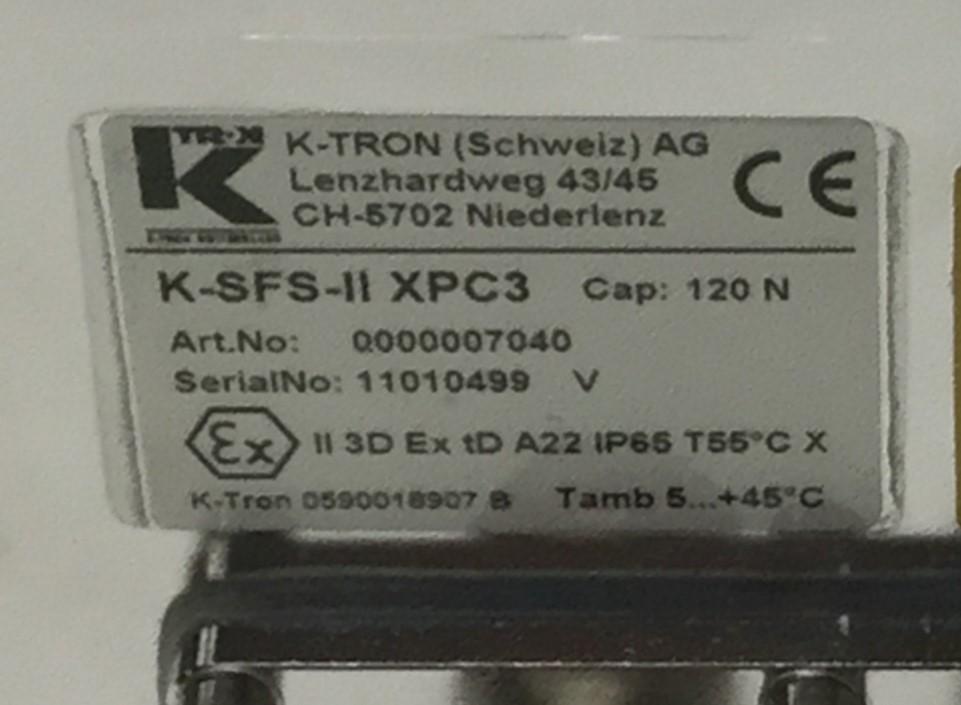 K-TRON (Schweiz) AG
Lenzhardweg 43/45
CH-5702 Niederlenz
CE
K-SFS-II XPC3 Cap: 120 N
Art.No: 0000007040
SerialNo: 11010499 V
Ex II 3D Ex tD A22 IP65 T55°C X
K-Tron 0590018907 B Tamb 5...+45°C